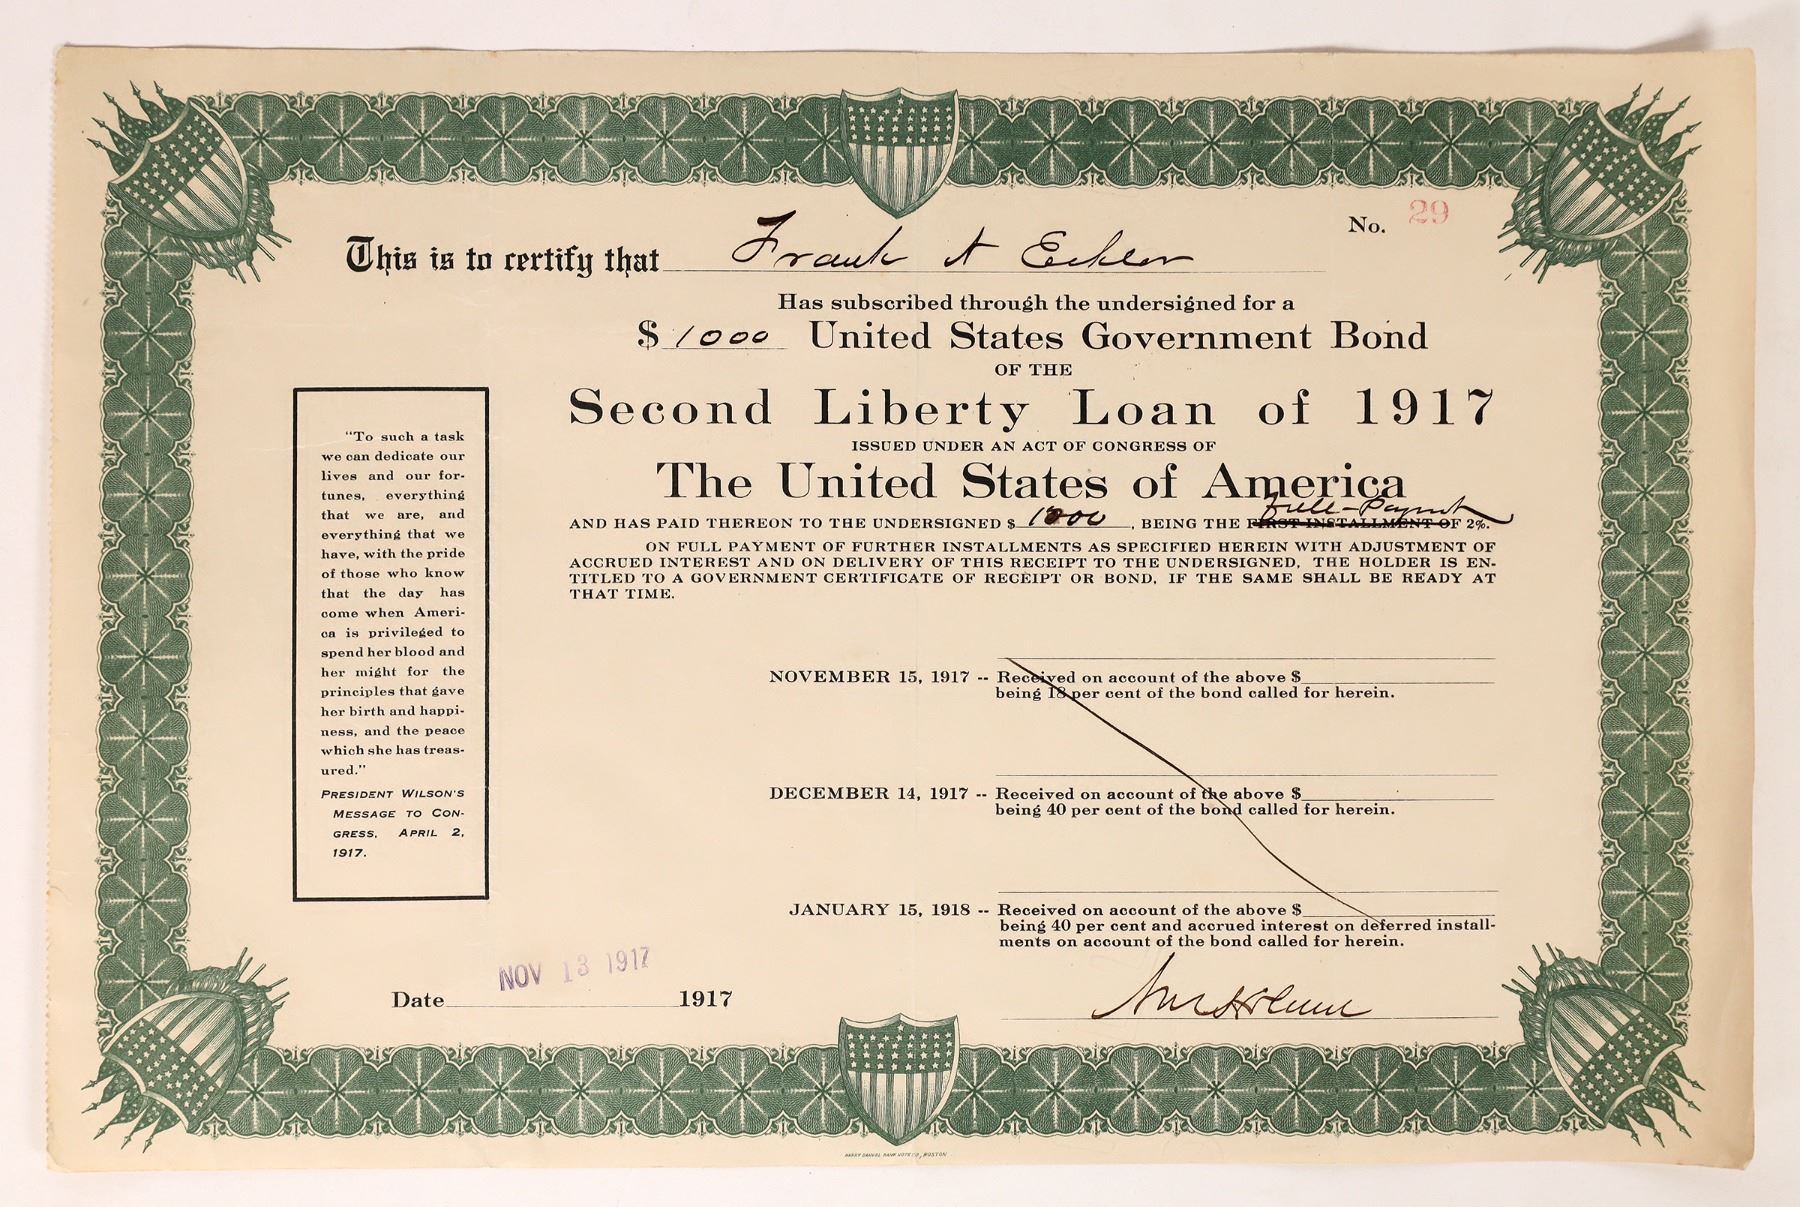 No. 29
This is to certify that Frank A Eckler
Has subscribed through the undersigned for a
$ 1000 United States Government Bond
OF THE
Second Liberty Loan of 1917
ISSUED UNDER AN ACT OF CONGRESS OF
The United States of America
Full-Paymt
AND HAS PAID THEREON TO THE UNDERSIGNED $ 1000, BEING THE FIRST INSTALLMENT OF 2%.
ON FULL PAYMENT OF FURTHER INSTALLMENTS AS SPECIFIED HEREIN WITH ADJUSTMENT OF
ACCRUED INTEREST AND ON DELIVERY OF THIS RECEIPT TO THE UNDERSIGNED, THE HOLDER IS EN-
TITLED TO A GOVERNMENT CERTIFICATE OF RECEIPT OR BOND, IF THE SAME SHALL BE READY AT
THAT TIME.
"To such a task
we can dedicate our
lives and our for-
tunes, everything
that we are, and
everything that we
have, with the pride
of those who know
that the day has
come when Ameri-
ca is privileged to
spend her blood and
her might for the
principles that gave
her birth and happi-
ness, and the peace
which she has treas-
ured."
PRESIDENT WILSON'S
MESSAGE TO CON-
GRESS, APRIL 2,
1917.
NOVEMBER 15, 1917 -- Received on account of the above $
being 18 per cent of the bond called for herein.
DECEMBER 14, 1917 -- Received on account of the above $
being 40 per cent of the bond called for herein.
JANUARY 15, 1918 -- Received on account of the above $
being 40 per cent and accrued interest on deferred install-
ments on account of the bond called for herein.
NOV 13 1917
Date 1917
HARRY DANIEL BANK NOTE CO, BOSTON